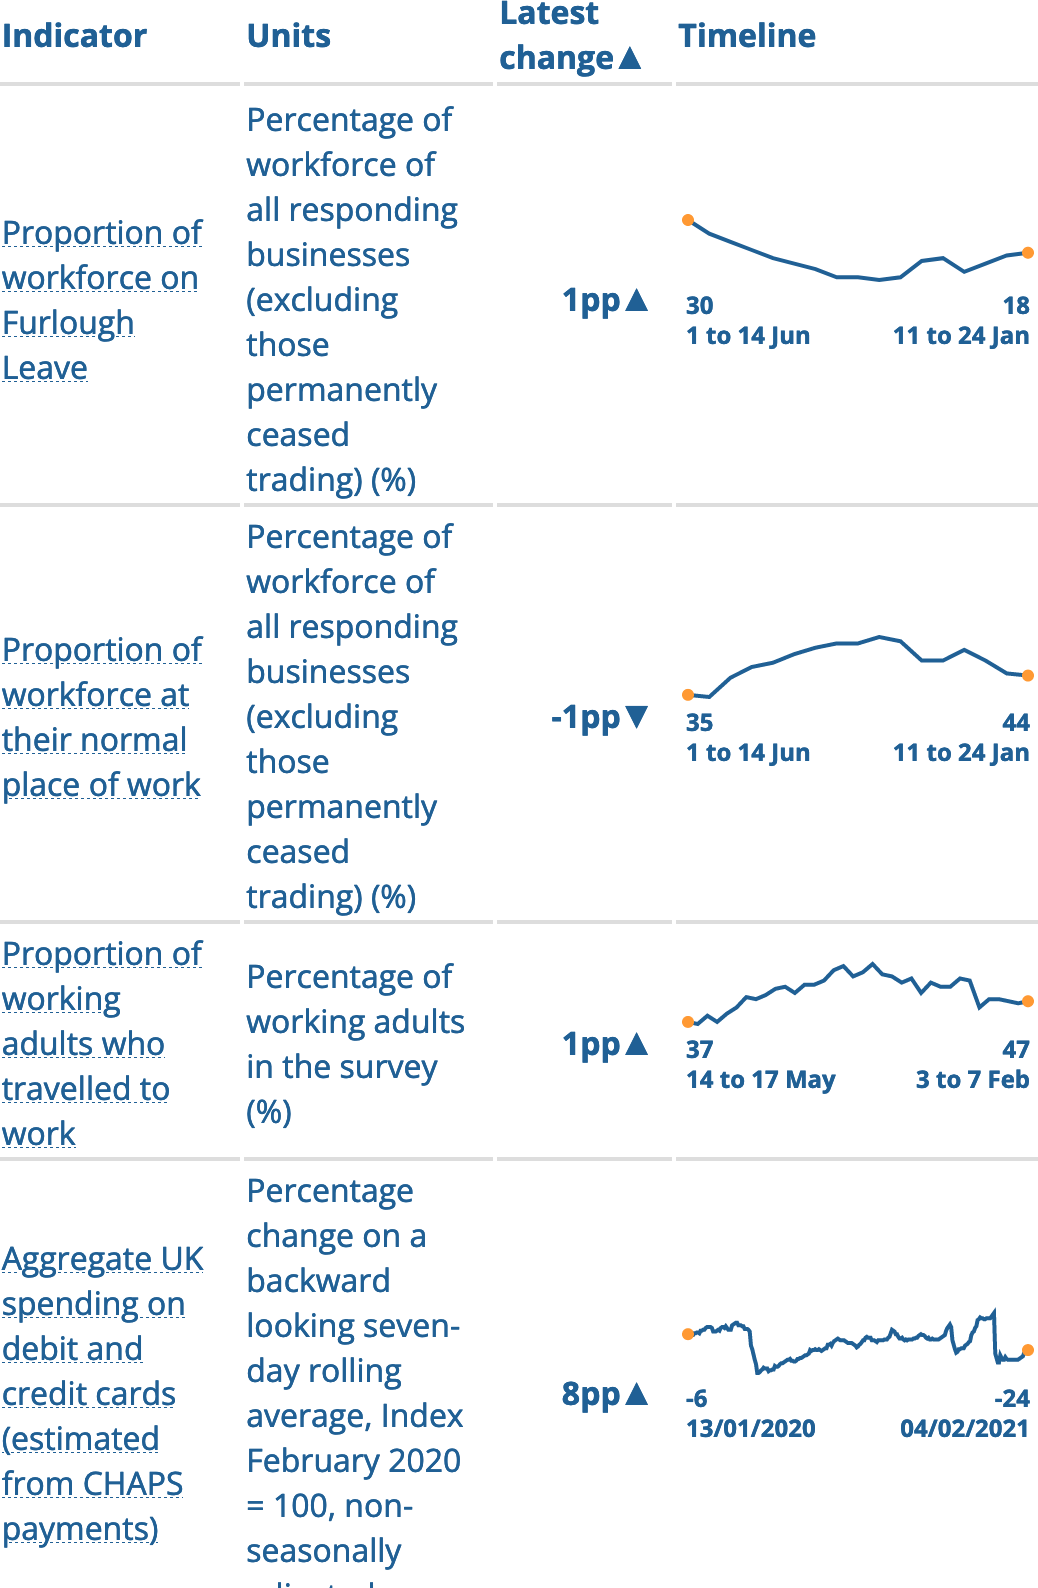 Indicator
Units
Latest
change▲
Timeline
Proportion of
workforce on
Furlough
Leave
Percentage of
workforce of
all responding
businesses
(excluding
those
permanently
ceased
trading) (%)
1pp▲
30
18
1 to 14 Jun
11 to 24 Jan
Proportion of
workforce at
their normal
place of work
Percentage of
workforce of
all responding
businesses
(excluding
those
permanently
ceased
trading) (%)
-1pp▼
35
44
1 to 14 Jun
11 to 24 Jan
Proportion of
working
adults who
travelled to
work
Percentage of
working adults
in the survey
(%)
1pp▲
37
47
14 to 17 May
3 to 7 Feb
Aggregate UK
spending on
debit and
credit cards
(estimated
from CHAPS
payments)
Percentage
change on a
backward
looking seven-
day rolling
average, Index
February 2020
= 100, non-
seasonally
8pp▲
-6
-24
13/01/2020
04/02/2021